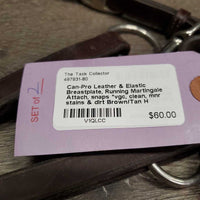 The Tack Collector
497931-80
Can-Pro Leather & Elastic
Breastplate, Running Martingale
Attach, snaps *vgc, clean, mnr
stains & dirt Brown/Tan H
$60.00
V1QLCC
SET of 2